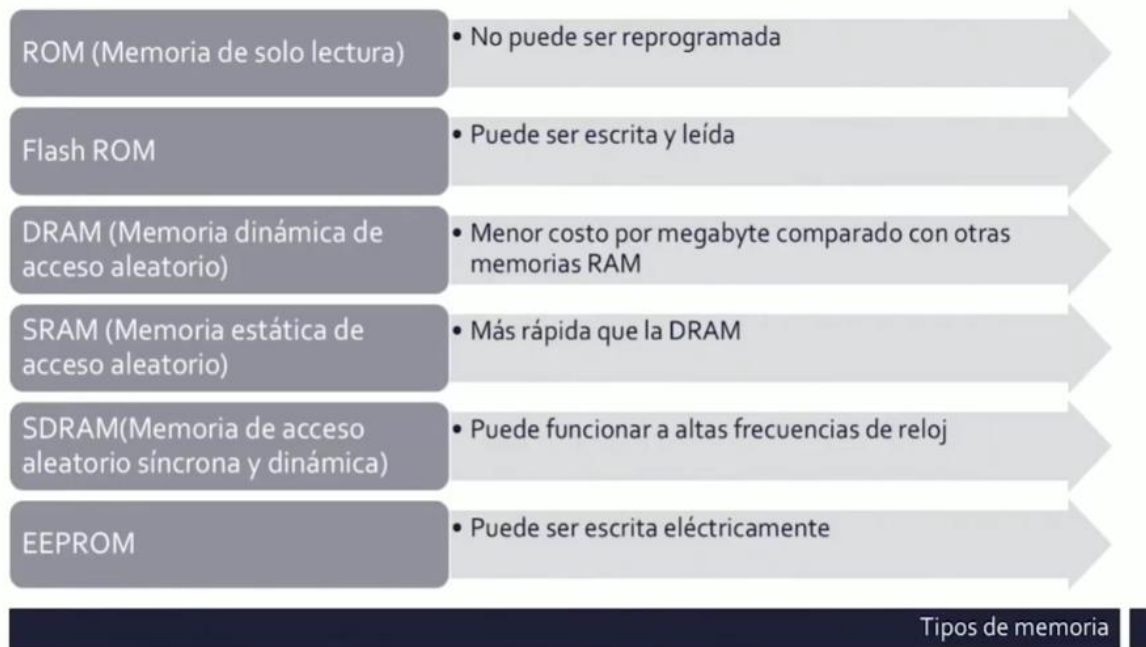 ROM (Memoria de solo lectura)
• No puede ser reprogramada
Flash ROM
• Puede ser escrita y leída
DRAM (Memoria dinámica de
acceso aleatorio)
• Menor costo por megabyte comparado con otras
memorias RAM
SRAM (Memoria estática de
acceso aleatorio)
• Más rápida que la DRAM
SDRAM(Memoria de acceso
aleatorio síncrona y dinámica)
• Puede funcionar a altas frecuencias de reloj
EEPROM
• Puede ser escrita eléctricamente
Tipos de memoria